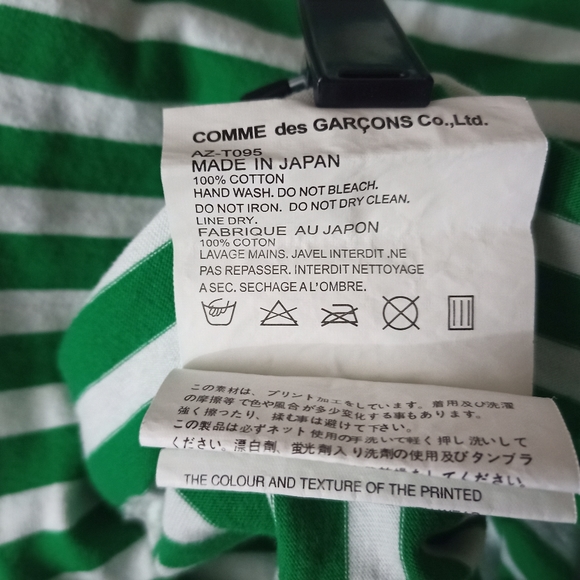 COMME des GARÇONS Co.,Ltd.
AZ-T095
MADE IN JAPAN
100% COTTON
HAND WASH. DO NOT BLEACH.
DO NOT IRON. DO NOT DRY CLEAN.
LINE DRY.
FABRIQUE AU JAPON
100% COTON
LAVAGE MAINS. JAVEL INTERDIT .NE
PAS REPASSER. INTERDIT NETTOYAGE
A SEC. SECHAGE A L'OMBRE.
この素材は、プリント加工をしています。着用及び洗濯
の摩擦等で色や風合が多少変化する事もあります。
強く擦ったり、揉む事は避けて下さい。
この製品は必ずネット使用の手洗いで軽く押し洗いして
ください。漂白剤、蛍光剤入り洗剤の使用及びタンブラ
THE COLOUR AND TEXTURE OF THE PRINTED